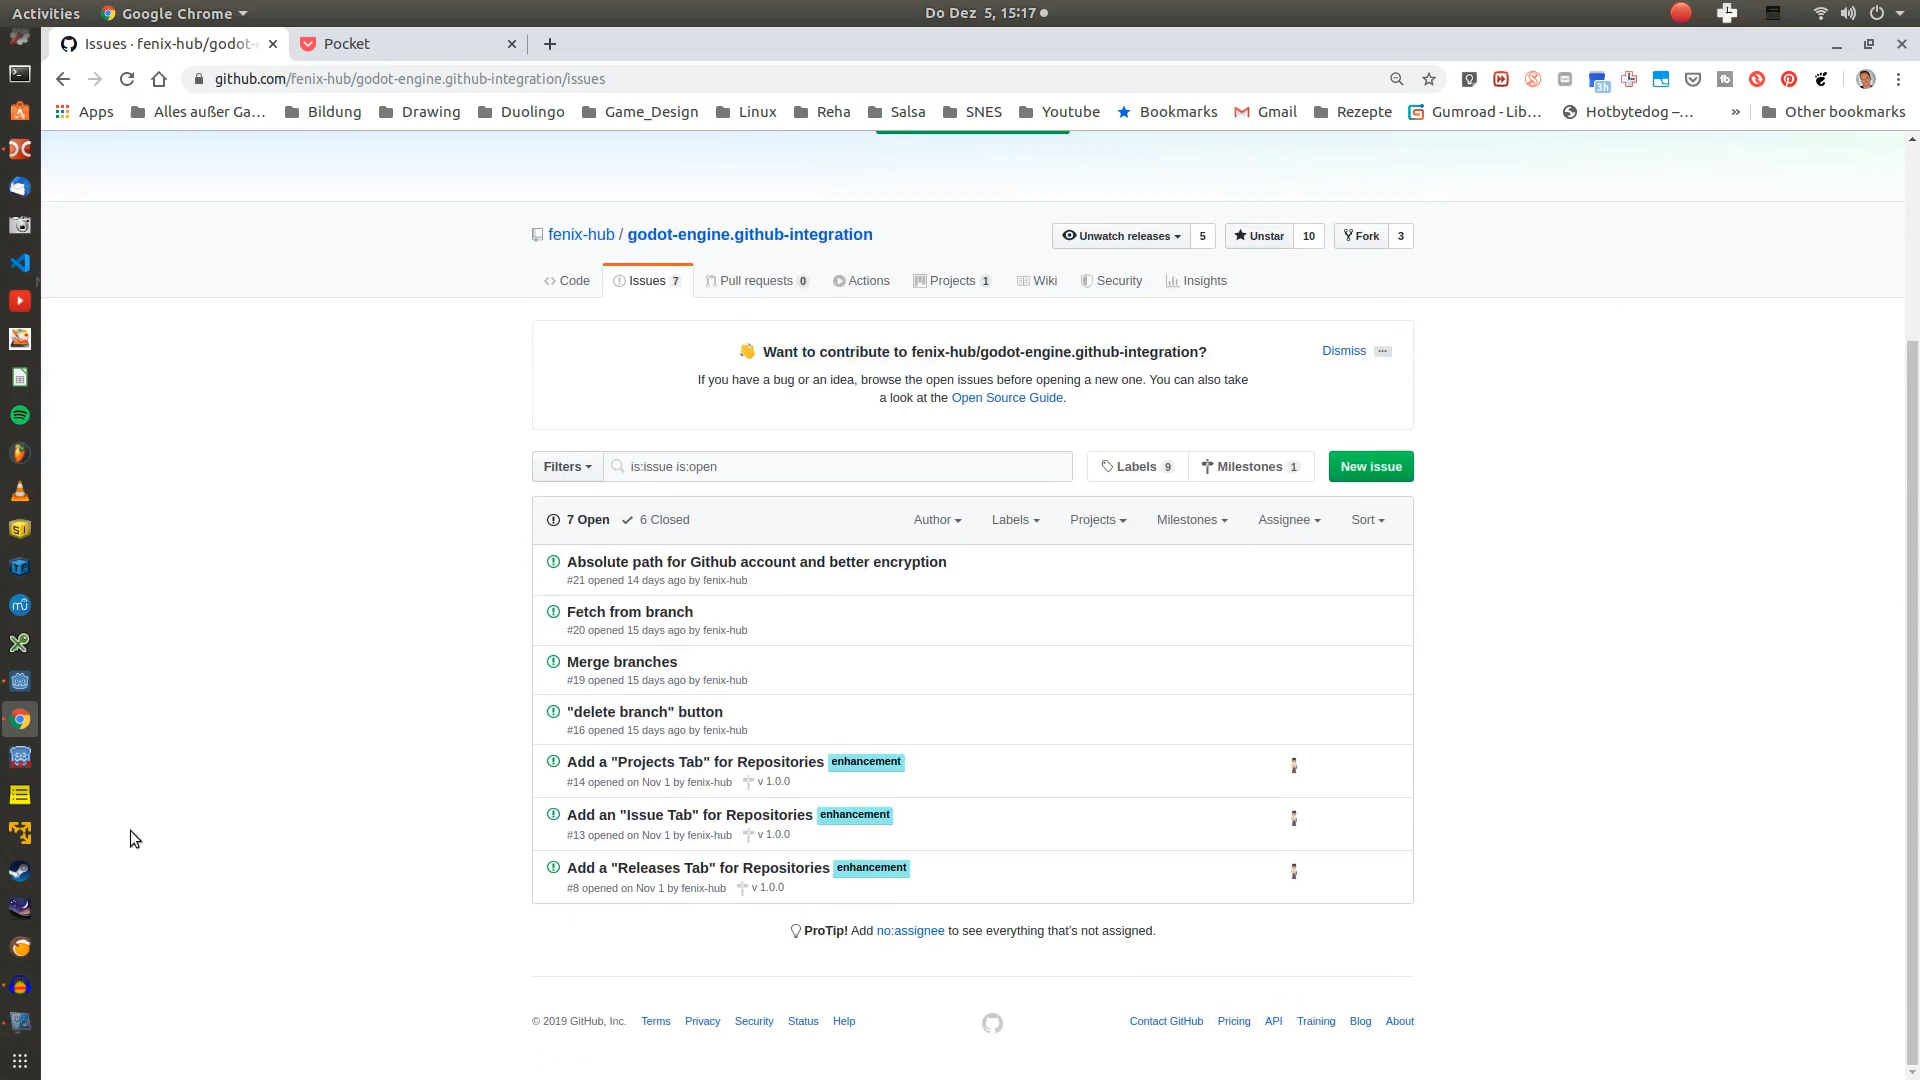 Activities Google Chrome Do Dez 5, 15:17
Issues · fenix-hub/godot- Pocket
github.com/fenix-hub/godot-engine.github-integration/issues
3h
Apps Alles außer Ga… Bildung Drawing Duolingo Game_Design Linux Reha Salsa SNES Youtube Bookmarks Gmail Rezepte Gumroad - Lib… Hotbytedog –… » Other bookmarks
fenix-hub / godot-engine.github-integration
Unwatch releases 5 Unstar 10 Fork 3
Code Issues 7 Pull requests 0 Actions Projects 1 Wiki Security Insights
Want to contribute to fenix-hub/godot-engine.github-integration?
Dismiss ···
If you have a bug or an idea, browse the open issues before opening a new one. You can also take
a look at the Open Source Guide.
Filters is:issue is:open Labels 9 Milestones 1 New issue
7 Open 6 Closed Author Labels Projects Milestones Assignee Sort
Absolute path for Github account and better encryption
#21 opened 14 days ago by fenix-hub
Fetch from branch
#20 opened 15 days ago by fenix-hub
Merge branches
#19 opened 15 days ago by fenix-hub
"delete branch" button
#16 opened 15 days ago by fenix-hub
Add a "Projects Tab" for Repositories enhancement
#14 opened on Nov 1 by fenix-hub v 1.0.0
Add an "Issue Tab" for Repositories enhancement
#13 opened on Nov 1 by fenix-hub v 1.0.0
Add a "Releases Tab" for Repositories enhancement
#8 opened on Nov 1 by fenix-hub v 1.0.0
ProTip! Add no:assignee to see everything that's not assigned.
© 2019 GitHub, Inc. Terms Privacy Security Status Help Contact GitHub Pricing API Training Blog About